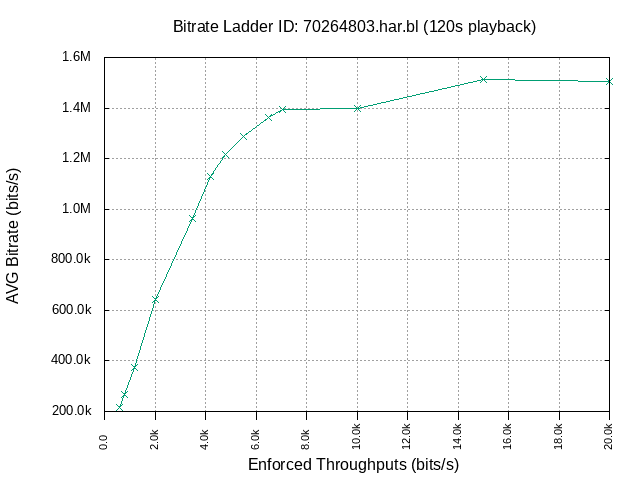 Bitrate Ladder ID: 70264803.har.bl (120s playback)
1.6M
1.4M
1.2M
1.0M
800.0k
600.0k
400.0k
200.0k
AVG Bitrate (bits/s)
0.0
2.0k
4.0k
6.0k
8.0k
10.0k
12.0k
14.0k
16.0k
18.0k
20.0k
Enforced Throughputs (bits/s)